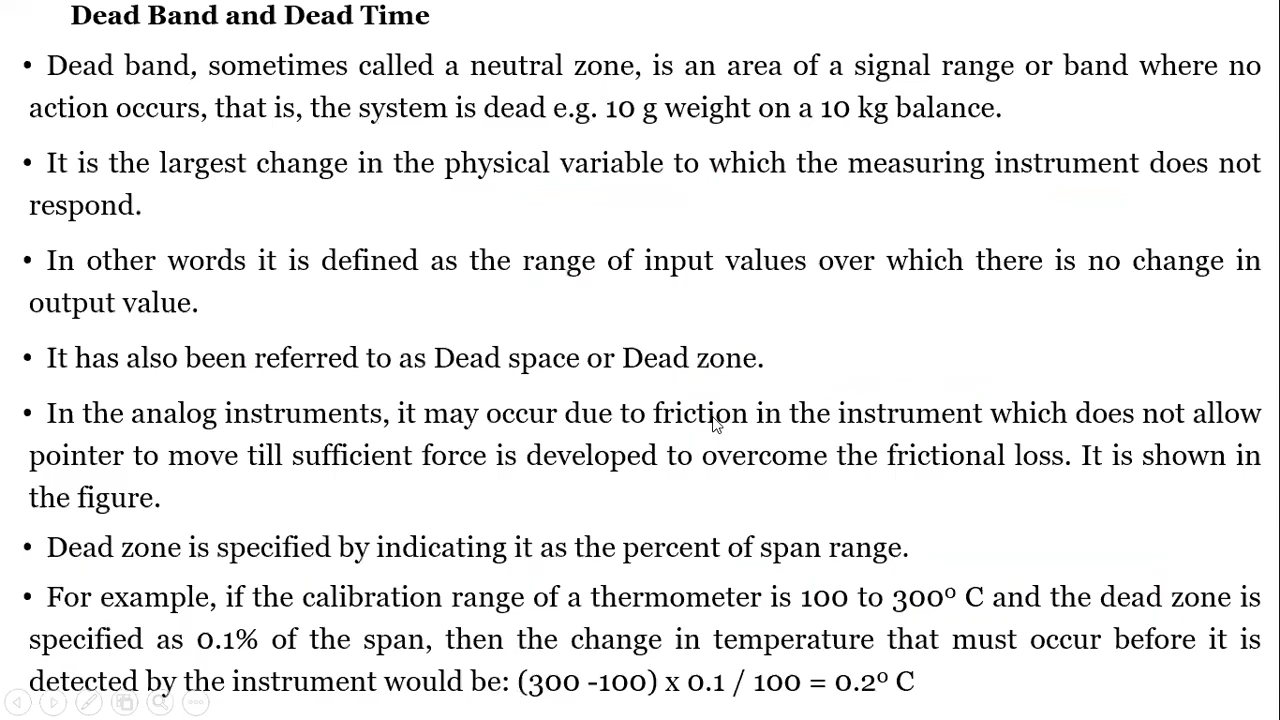 Dead Band and Dead Time
• Dead band, sometimes called a neutral zone, is an area of a signal range or band where no
action occurs, that is, the system is dead e.g. 10 g weight on a 10 kg balance.
• It is the largest change in the physical variable to which the measuring instrument does not
respond.
• In other words it is defined as the range of input values over which there is no change in
output value.
• It has also been referred to as Dead space or Dead zone.
• In the analog instruments, it may occur due to friction in the instrument which does not allow
pointer to move till sufficient force is developed to overcome the frictional loss. It is shown in
the figure.
• Dead zone is specified by indicating it as the percent of span range.
• For example, if the calibration range of a thermometer is 100 to 300⁰ C and the dead zone is
specified as 0.1% of the span, then the change in temperature that must occur before it is
detected by the instrument would be: (300 -100) x 0.1 / 100 = 0.2⁰ C